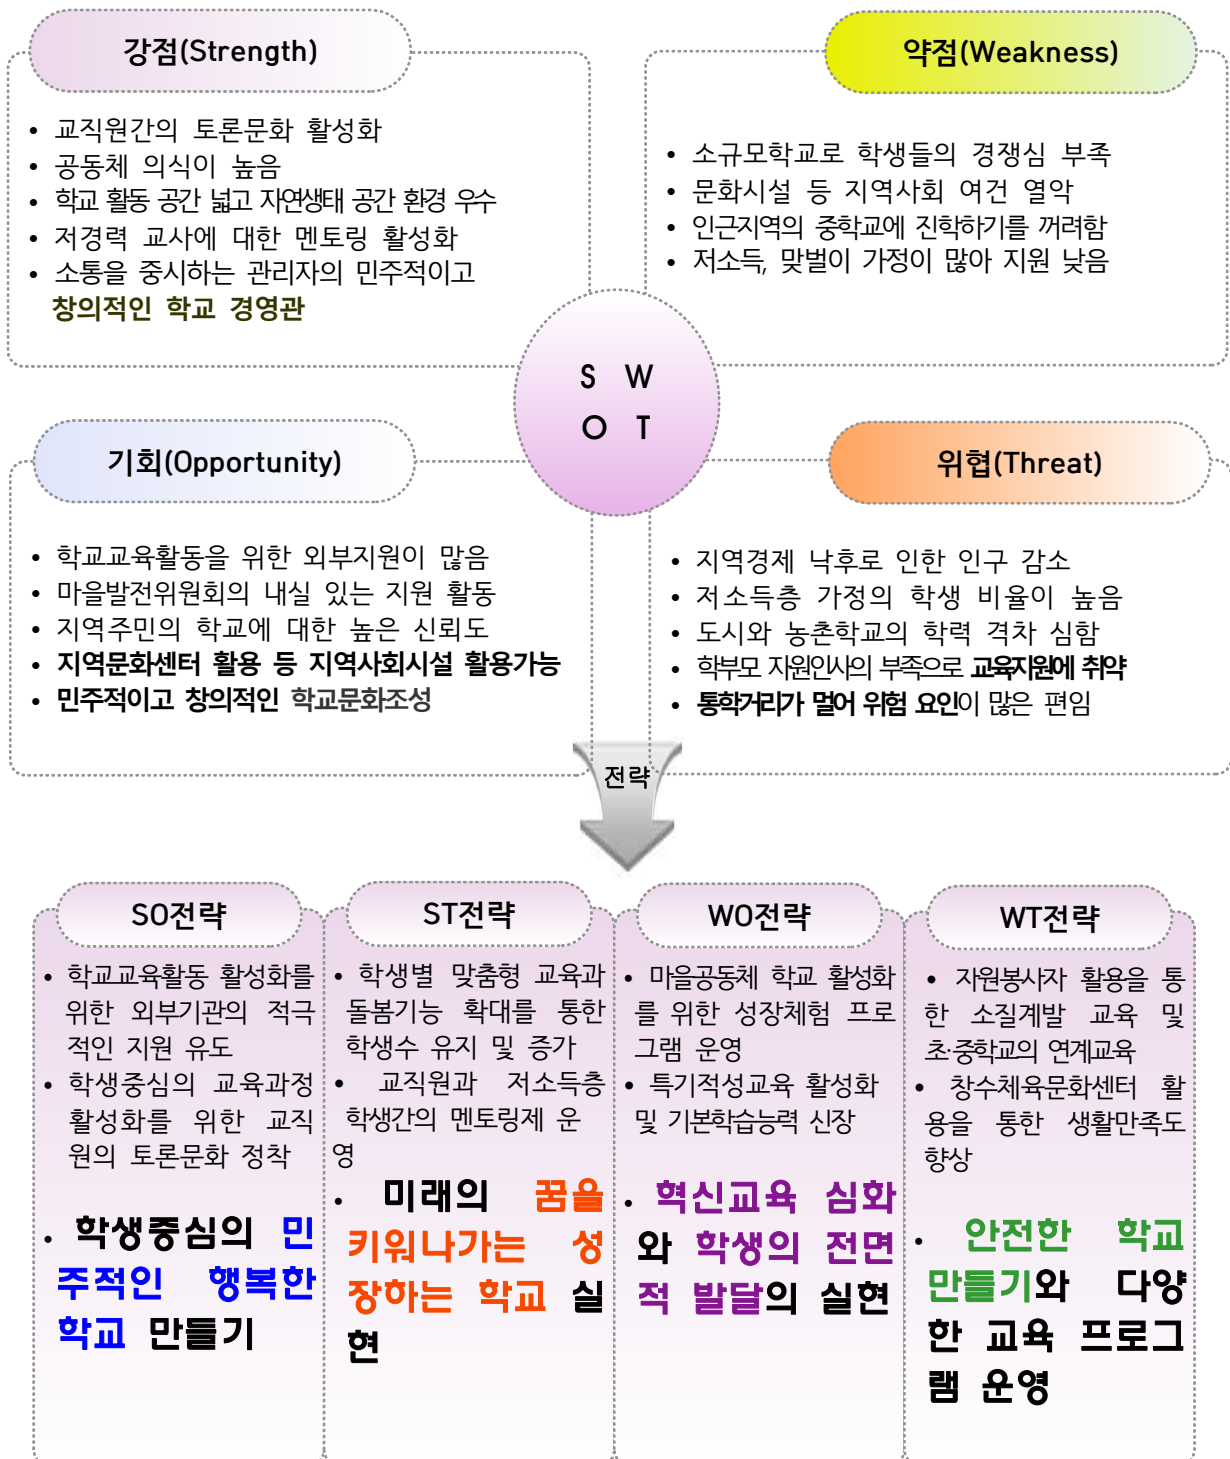 강점(Strength)
• 교직원간의 토론문화 활성화
• 공동체 의식이 높음
• 학교 활동 공간 넓고 자연생태 공간 환경 우수
• 저경력 교사에 대한 멘토링 활성화
• 소통을 중시하는 관리자의 민주적이고
창의적인 학교 경영관
약점(Weakness)
• 소규모학교로 학생들의 경쟁심 부족
• 문화시설 등 지역사회 여건 열악
• 인근지역의 중학교에 진학하기를 꺼려함
• 저소득, 맞벌이 가정이 많아 지원 낮음
S W
O T
기회(Opportunity)
• 학교교육활동을 위한 외부지원이 많음
• 마을발전위원회의 내실 있는 지원 활동
• 지역주민의 학교에 대한 높은 신뢰도
• 지역문화센터 활용 등 지역사회시설 활용가능
• 민주적이고 창의적인 학교문화조성
위협(Threat)
• 지역경제 낙후로 인한 인구 감소
• 저소득층 가정의 학생 비율이 높음
• 도시와 농촌학교의 학력 격차 심함
• 학부모 자원인사의 부족으로 교육지원에 취약
• 통학거리가 멀어 위험 요인이 많은 편임
전략
SO전략
• 학교교육활동 활성화를
위한 외부기관의 적극
적인 지원 유도
• 학생중심의 교육과정
활성화를 위한 교직
원의 토론문화 정착
• 학생중심의 민
주적인 행복한
학교 만들기
ST전략
• 학생별 맞춤형 교육과
돌봄기능 확대를 통한
학생수 유지 및 증가
• 교직원과 저소득층
학생간의 멘토링제 운
영
• 미래의 꿈을
키워나가는 성
장하는 학교 실
현
WO전략
• 마을공동체 학교 활성화
를 위한 성장체험 프로
그램 운영
• 특기적성교육 활성화
및 기본학습능력 신장
• 혁신교육 심화
와 학생의 전면
적 발달의 실현
WT전략
• 자원봉사자 활용을 통
한 소질계발 교육 및
초·중학교의 연계교육
• 창수체육문화센터 활
용을 통한 생활만족도
향상
• 안전한 학교
만들기와 다양
한 교육 프로그
램 운영